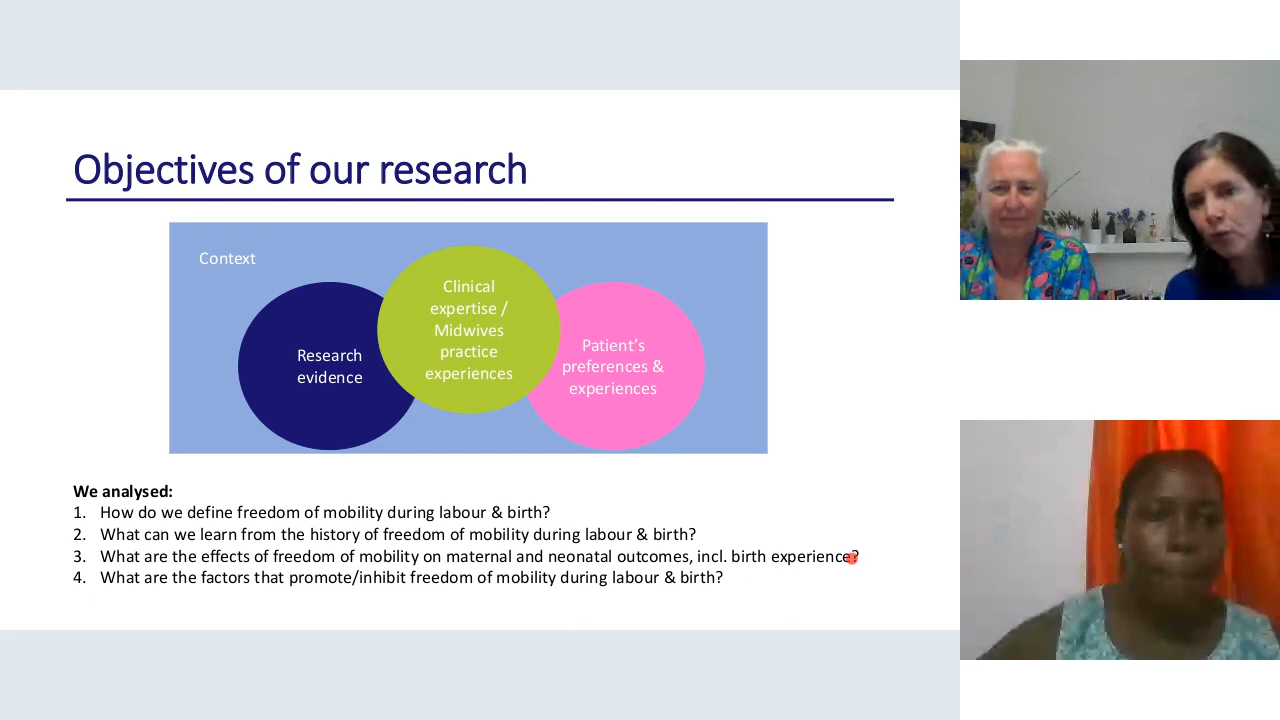 Objectives of our research
Context
Research
evidence
Clinical
expertise /
Midwives
practice
experiences
Patient's
preferences &
experiences
We analysed:
1. How do we define freedom of mobility during labour & birth?
2. What can we learn from the history of freedom of mobility during labour & birth?
3. What are the effects of freedom of mobility on maternal and neonatal outcomes, incl. birth experience?
4. What are the factors that promote/inhibit freedom of mobility during labour & birth?